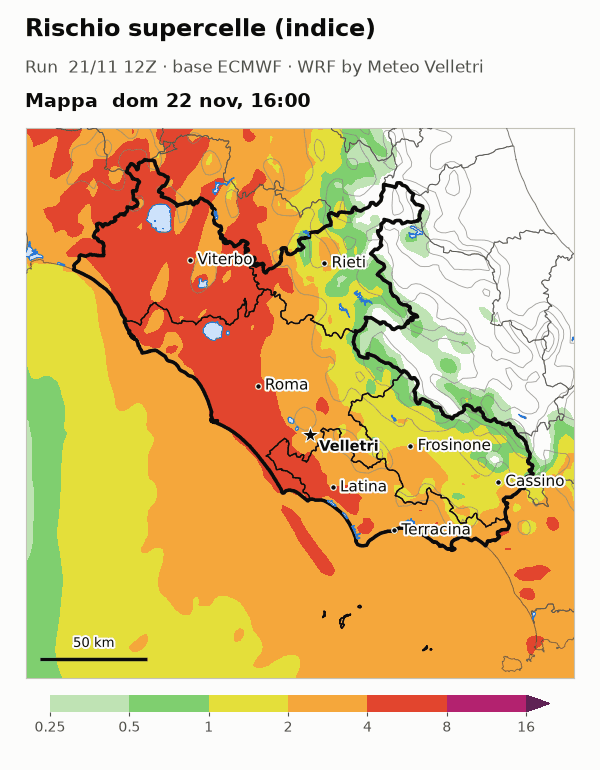 Rischio supercelle (indice)
Run  21/11 12Z · base ECMWF · WRF by Meteo Velletri
Mappa  dom 22 nov, 16:00
Viterbo
Rieti
Roma
Velletri
Frosinone
Latina
Cassino
Terracina
50 km
0.25 0.5 1 2 4 8 16